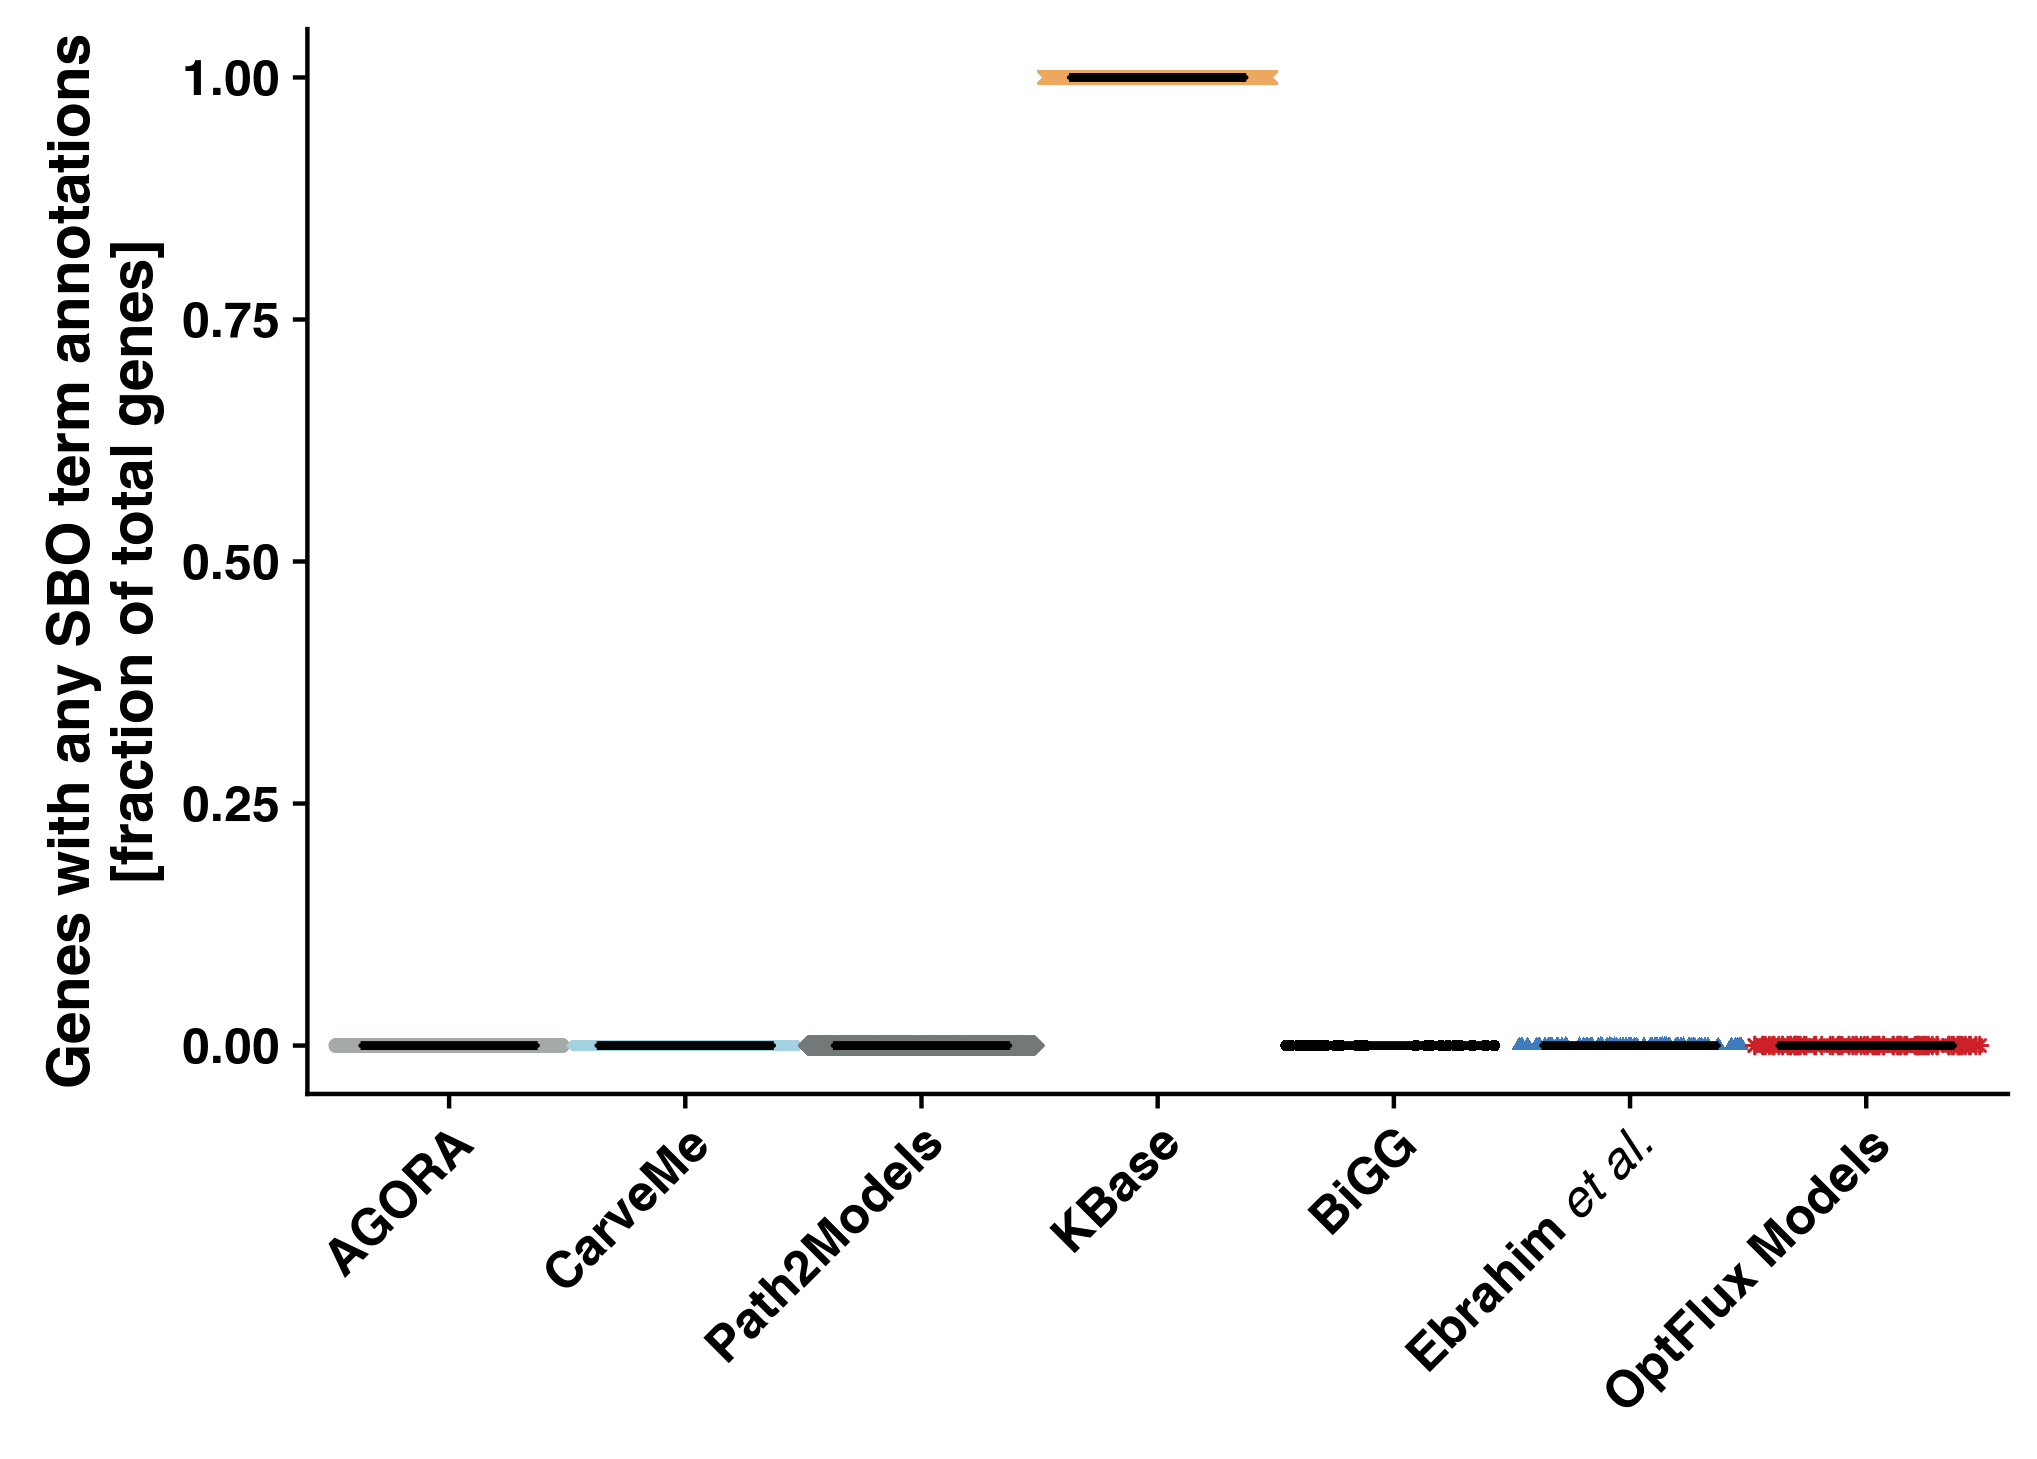 Genes with any SBO term annotations
[fraction of total genes]
1.00
0.75
0.50
0.25
0.00
AGORA
CarveMe
Path2Models
KBase
BiGG
Ebrahim et al.
OptFlux Models